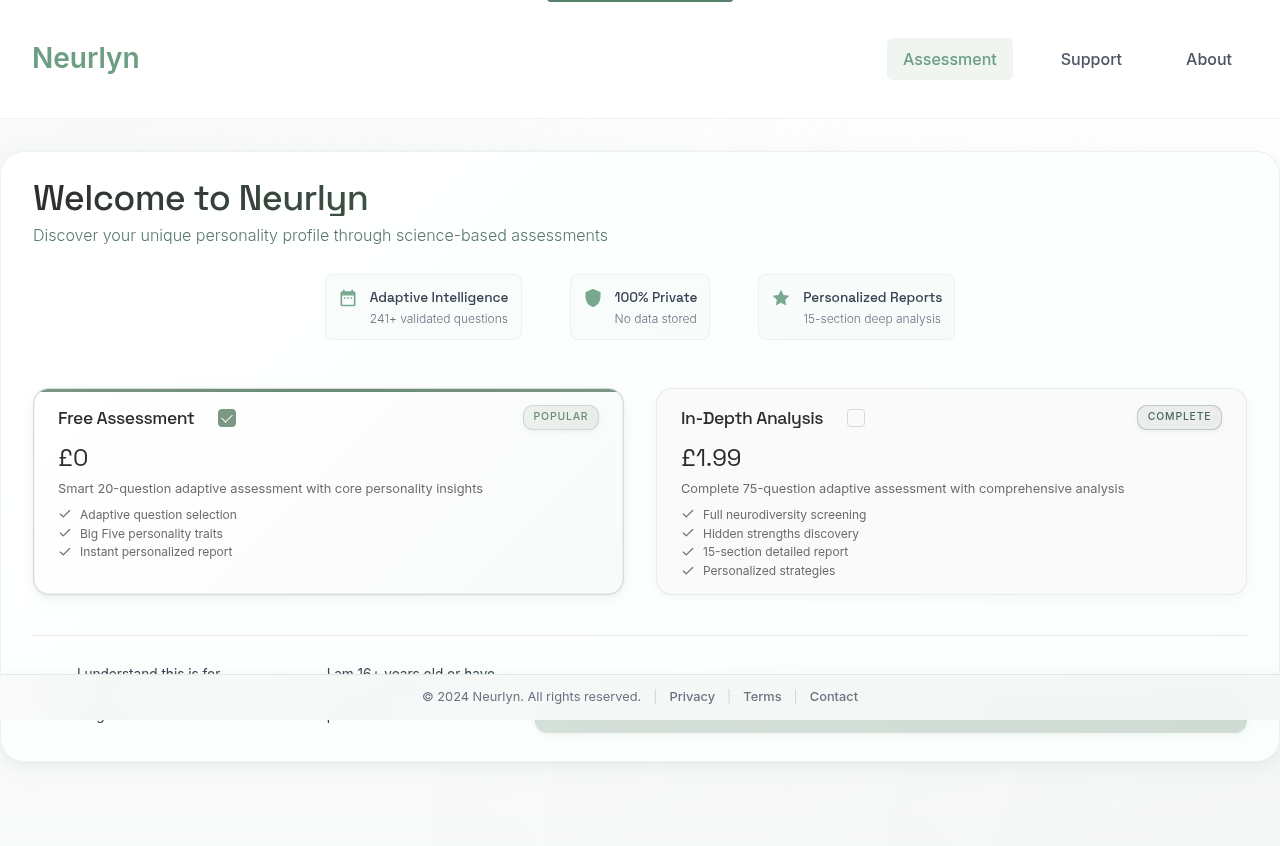 Neurlyn
Assessment
Support
About
Welcome to Neurlyn
Discover your unique personality profile through science-based assessments
Adaptive Intelligence
241+ validated questions
100% Private
No data stored
Personalized Reports
15-section deep analysis
Free Assessment
POPULAR
£0
Smart 20-question adaptive assessment with core personality insights
Adaptive question selection
Big Five personality traits
Instant personalized report
In-Depth Analysis
COMPLETE
£1.99
Complete 75-question adaptive assessment with comprehensive analysis
Full neurodiversity screening
Hidden strengths discovery
15-section detailed report
Personalized strategies
I understand this is for
I am 16+ years old or have
© 2024 Neurlyn. All rights reserved.
Privacy
Terms
Contact